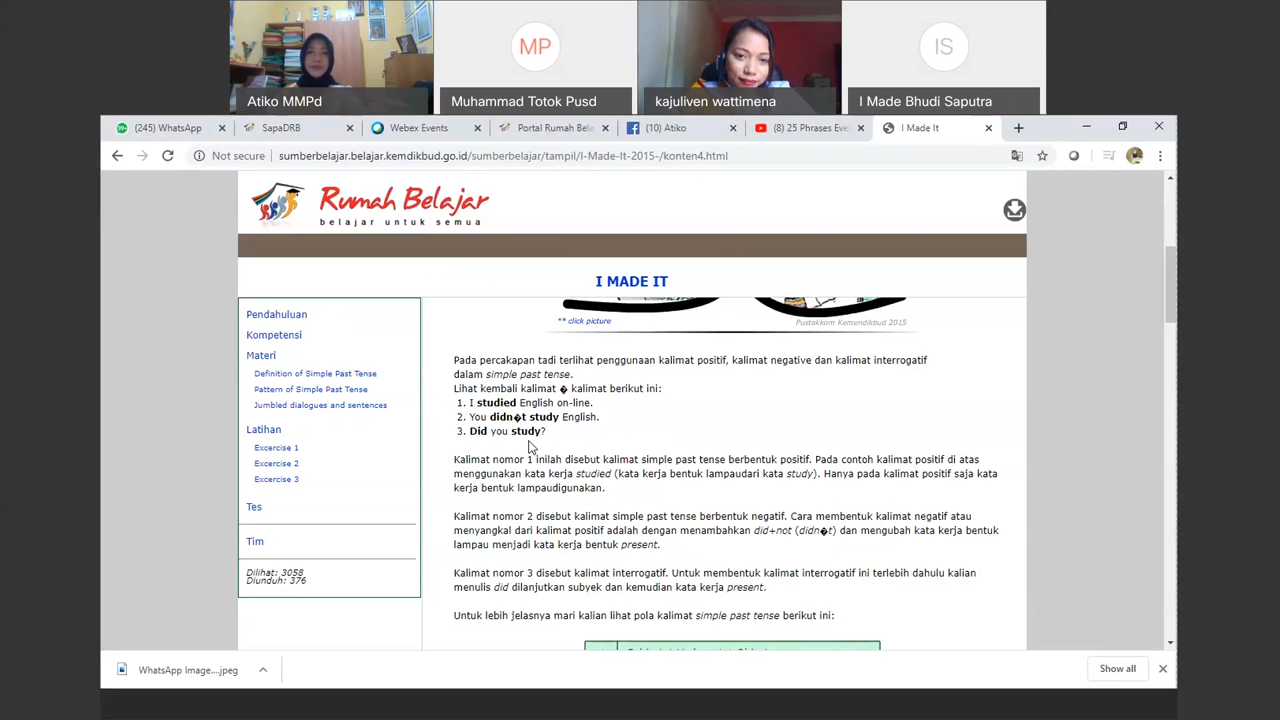 MP
IS
Atiko MMPd
Muhammad Totok Pusd
kajuliven wattimena
I Made Bhudi Saputra
(245) WhatsApp
SapaDRB
Webex Events
Portal Rumah Bela
(10) Atiko
(8) 25 Phrases Eve
I Made It
Not secure
sumberbelajar.belajar.kemdikbud.go.id/sumberbelajar/tampil/I-Made-It-2015-/konten4.html
Rumah Belajar
belajar untuk semua
I MADE IT
Pendahuluan
Kompetensi
Materi
Definition of Simple Past Tense
Pattern of Simple Past Tense
Jumbled dialogues and sentences
Latihan
Excercise 1
Excercise 2
Excercise 3
Tes
Tim
Dilihat: 3058
Diunduh: 376
** click picture
Pustekkom Kemendikbud 2015
Pada percakapan tadi terlihat penggunaan kalimat positif, kalimat negative dan kalimat interrogatif
dalam simple past tense.
Lihat kembali kalimat � kalimat berikut ini:
1. I studied English on-line.
2. You didn�t study English.
3. Did you study?
Kalimat nomor 1 inilah disebut kalimat simple past tense berbentuk positif. Pada contoh kalimat positif di atas
menggunakan kata kerja studied (kata kerja bentuk lampaudari kata study). Hanya pada kalimat positif saja kata
kerja bentuk lampaudigunakan.
Kalimat nomor 2 disebut kalimat simple past tense berbentuk negatif. Cara membentuk kalimat negatif atau
menyangkal dari kalimat positif adalah dengan menambahkan did+not (didn�t) dan mengubah kata kerja bentuk
lampau menjadi kata kerja bentuk present.
Kalimat nomor 3 disebut kalimat interrogatif. Untuk membentuk kalimat interrogatif ini terlebih dahulu kalian
menulis did dilanjutkan subyek dan kemudian kata kerja present.
Untuk lebih jelasnya mari kalian lihat pola kalimat simple past tense berikut ini:
WhatsApp Image....jpeg
Show all